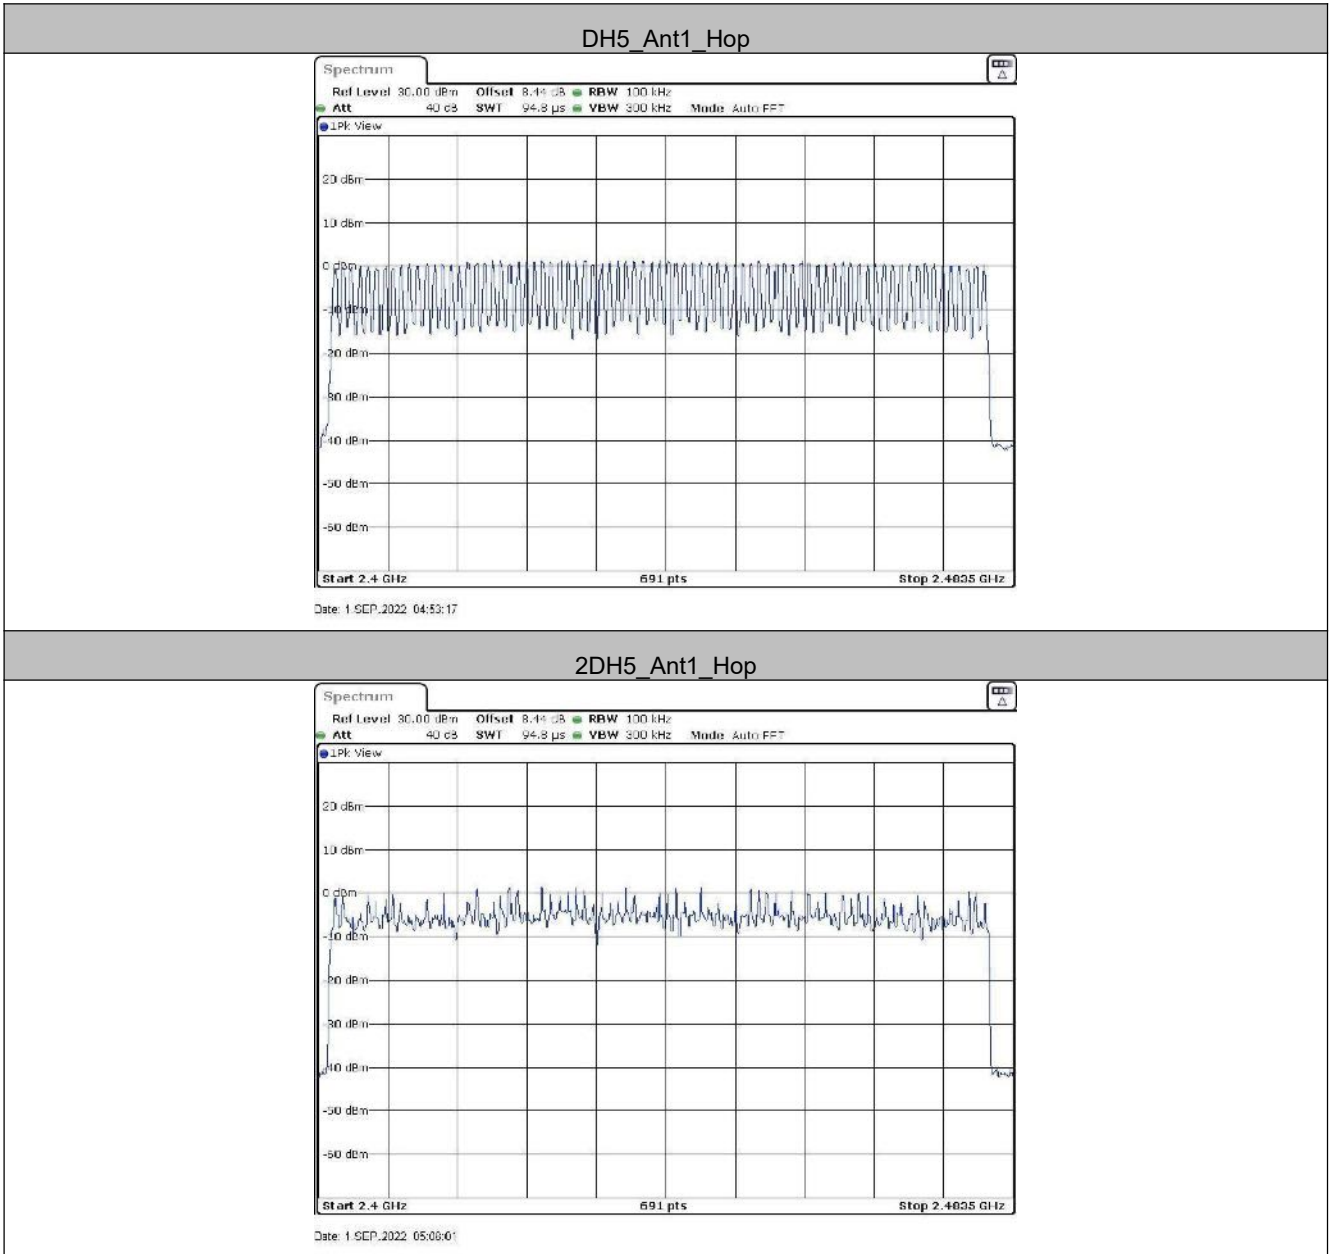 DH5_Ant1_Hop
Spectrum
Ref Level 30.00 dBm Offset 8.44 dB RBW 100 kHz
Att 40 dB SWT 94.8 µs VBW 300 kHz Mode Auto FFT
1Pk View
20 dBm
10 dBm
0 dBm
-10 dBm
-20 dBm
-30 dBm
-40 dBm
-50 dBm
-60 dBm
Start 2.4 GHz 691 pts Stop 2.4835 GHz
Date: 1.SEP.2022 04:53:17
2DH5_Ant1_Hop
Spectrum
Ref Level 30.00 dBm Offset 8.44 dB RBW 100 kHz
Att 40 dB SWT 94.8 µs VBW 300 kHz Mode Auto FFT
1Pk View
20 dBm
10 dBm
0 dBm
-10 dBm
-20 dBm
-30 dBm
-40 dBm
-50 dBm
-60 dBm
Start 2.4 GHz 691 pts Stop 2.4835 GHz
Date: 1.SEP.2022 05:08:01